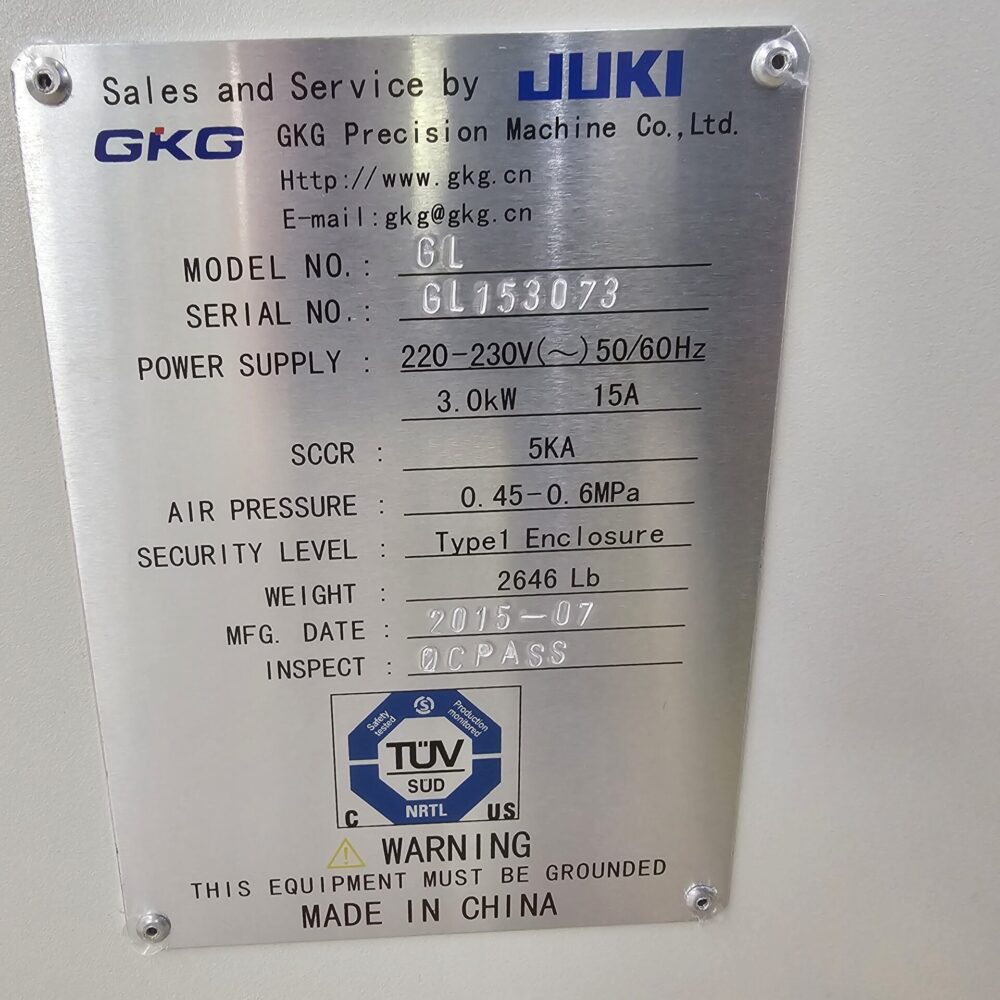 Sales and Service by JUKI
GKG GKG Precision Machine Co.,Ltd.
Http://www.gkg.cn
E-mail:gkg@gkg.cn
MODEL NO.: GL
SERIAL NO.: GL153073
POWER SUPPLY : 220-230V(~)50/60Hz
3.0kW 15A
SCCR : 5KA
AIR PRESSURE : 0.45-0.6MPa
SECURITY LEVEL : Type1 Enclosure
WEIGHT : 2646 Lb
MFG. DATE : 2015-07
INSPECT : QCPASS
Safety tested S Production monitored
TÜV
SÜD
NRTL
C US
WARNING
THIS EQUIPMENT MUST BE GROUNDED
MADE IN CHINA